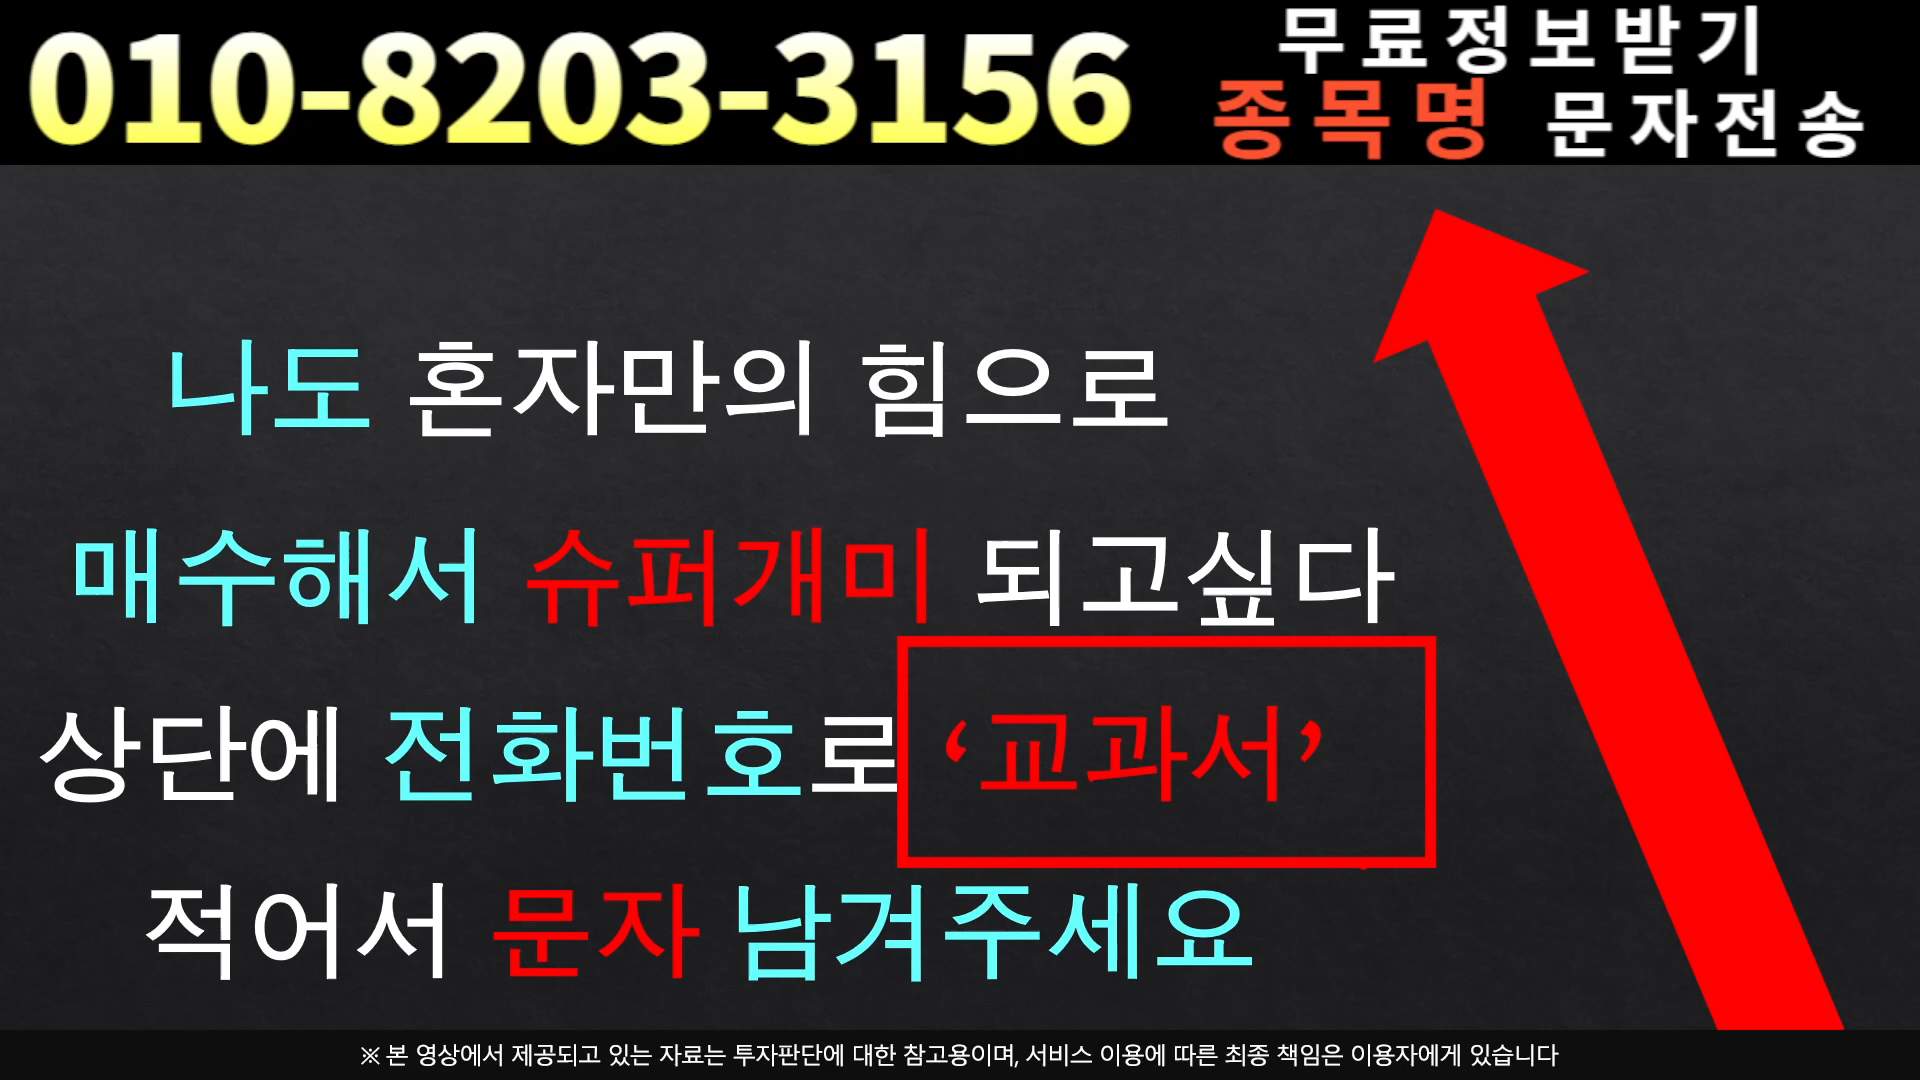 010-8203-3156
무료정보받기
종목명 문자전송
나도 혼자만의 힘으로
매수해서 슈퍼개미 되고싶다
상단에 전화번호로 ‘교과서’
적어서 문자 남겨주세요
※ 본 영상에서 제공되고 있는 자료는 투자판단에 대한 참고용이며, 서비스 이용에 따른 최종 책임은 이용자에게 있습니다